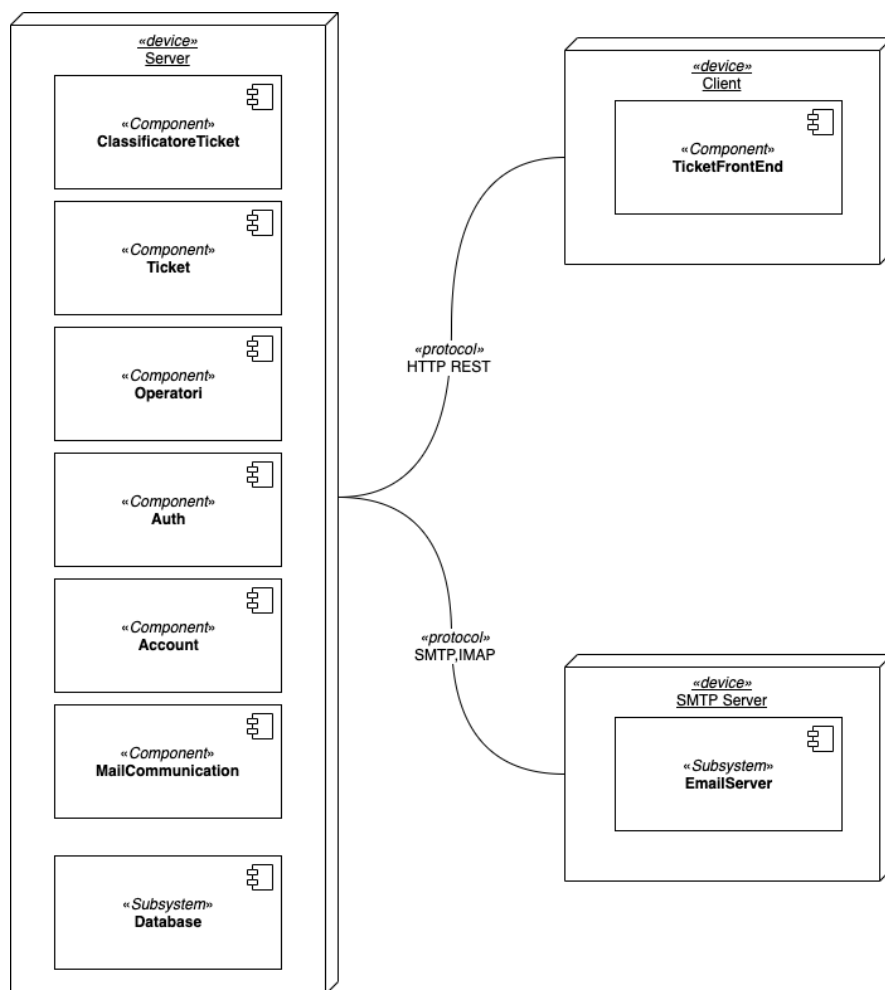 «device»
Server
«Component»
ClassificatoreTicket
«Component»
Ticket
«Component»
Operatori
«Component»
Auth
«Component»
Account
«Component»
MailCommunication
«Subsystem»
Database
«protocol»
HTTP REST
«protocol»
SMTP,IMAP
«device»
Client
«Component»
TicketFrontEnd
«device»
SMTP Server
«Subsystem»
EmailServer